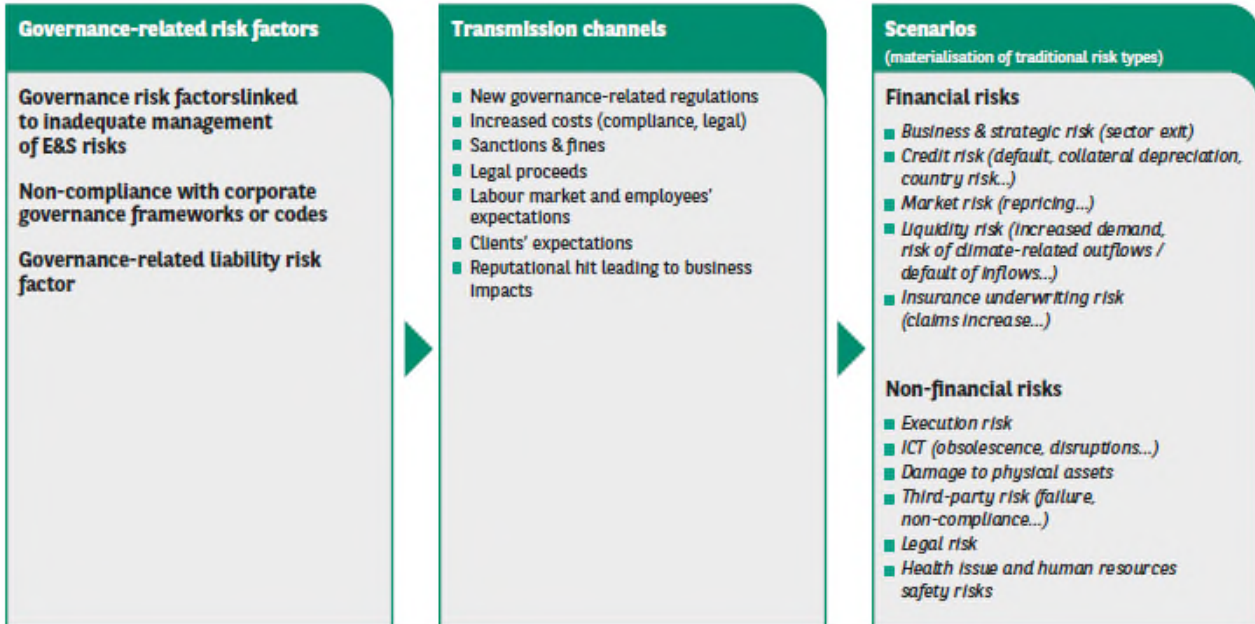 Governance-related risk factors
Governance risk factorslinked
to inadequate management
of E&S risks
Non-compliance with corporate
governance frameworks or codes
Governance-related liability risk
factor
Transmission channels
New governance-related regulations
Increased costs (compliance, legal)
Sanctions & fines
Legal proceeds
Labour market and employees'
expectations
Clients' expectations
Reputational hit leading to business
impacts
Scenarios
(materialisation of traditional risk types)
Financial risks
Business & strategic risk (sector exit)
Credit risk (default, collateral depreciation,
country risk...)
Market risk (repricing...)
Liquidity risk (increased demand,
risk of climate-related outflows /
default of inflows...)
Insurance underwriting risk
(claims increase...)
Non-financial risks
Execution risk
ICT (obsolescence, disruptions...)
Damage to physical assets
Third-party risk (failure,
non-compliance...)
Legal risk
Health issue and human resources
safety risks